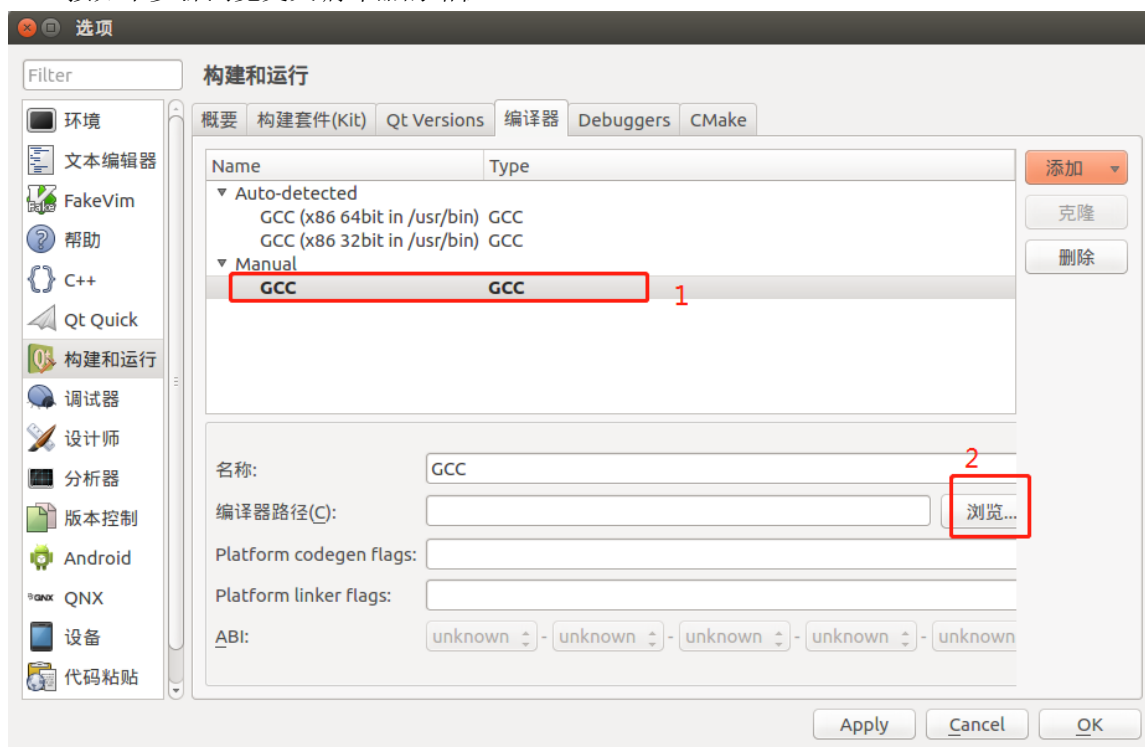 选项
Filter
构建和运行
环境
文本编辑器
FakeVim
帮助
C++
Qt Quick
构建和运行
调试器
设计师
分析器
版本控制
Android
QNX
设备
代码粘贴
概要 构建套件(Kit) Qt Versions 编译器 Debuggers CMake
Name Type
Auto-detected
GCC (x86 64bit in /usr/bin) GCC
GCC (x86 32bit in /usr/bin) GCC
Manual
GCC GCC
1
添加
克隆
删除
名称: GCC
2
编译器路径(C): 浏览...
Platform codegen flags:
Platform linker flags:
ABI: unknown - unknown - unknown - unknown - unknown
Apply Cancel OK